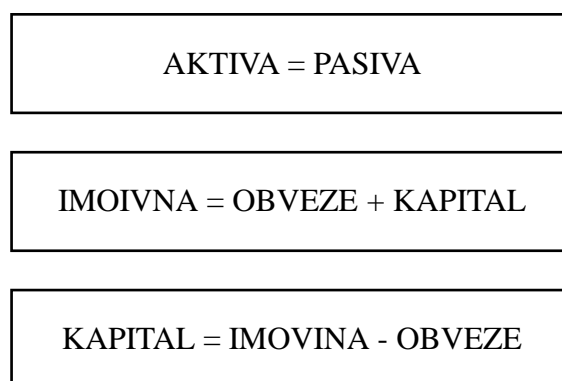 AKTIVA = PASIVA
IMOIVNA = OBVEZE + KAPITAL
KAPITAL = IMOVINA - OBVEZE